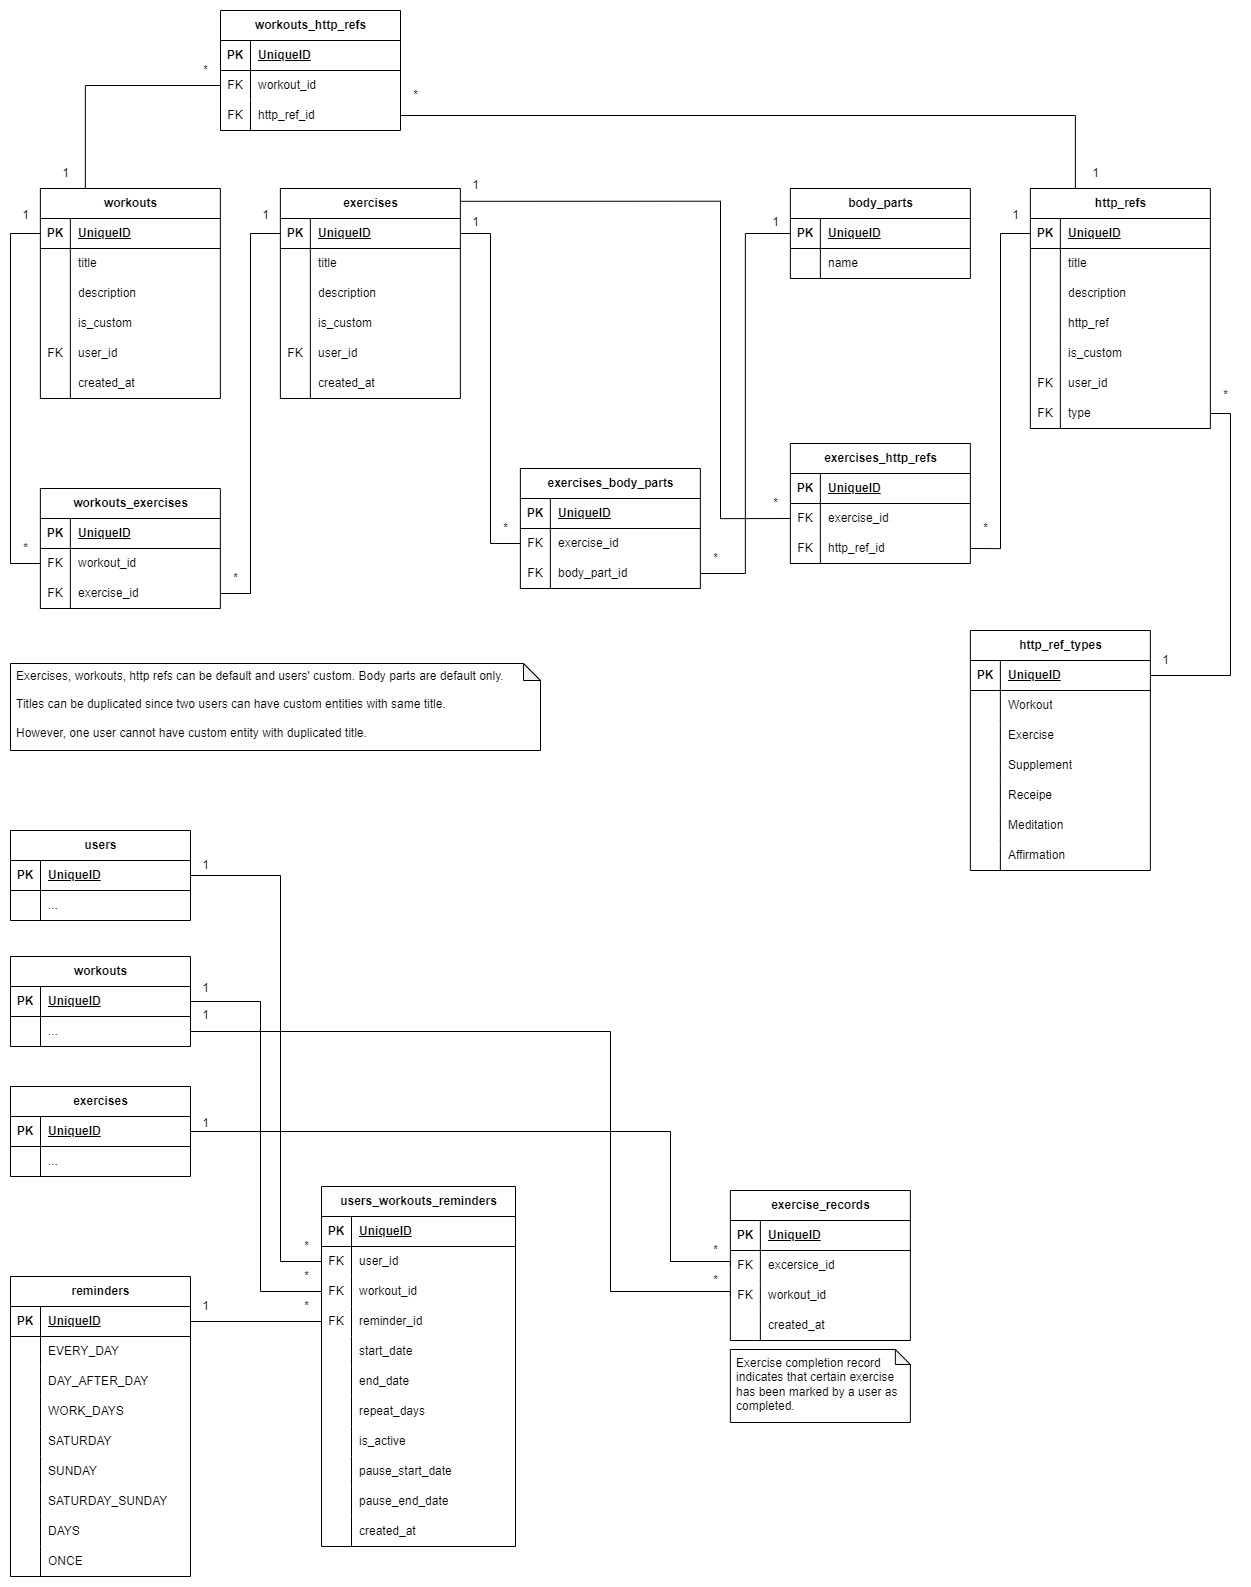 workouts_http_refs
PK UniqueID
FK workout_id
FK http_ref_id
*
*
1
1
workouts
1
PK UniqueID
title
description
is_custom
FK user_id
created_at
exercises
1
1
1
PK UniqueID
title
description
is_custom
FK user_id
created_at
body_parts
1
PK UniqueID
name
http_refs
1
PK UniqueID
title
description
http_ref
is_custom
FK user_id
FK type
*
workouts_exercises
PK UniqueID
*
FK workout_id
FK exercise_id
*
exercises_body_parts
PK UniqueID
*
FK exercise_id
FK body_part_id
*
exercises_http_refs
PK UniqueID
*
FK exercise_id
FK http_ref_id
*
http_ref_types
1
PK UniqueID
Workout
Exercise
Supplement
Receipe
Meditation
Affirmation
Exercises, workouts, http refs can be default and users' custom. Body parts are default only.
Titles can be duplicated since two users can have custom entities with same title.
However, one user cannot have custom entity with duplicated title.
users
1
PK UniqueID
...
workouts
1
PK UniqueID
1
...
exercises
1
PK UniqueID
...
reminders
1
PK UniqueID
EVERY_DAY
DAY_AFTER_DAY
WORK_DAYS
SATURDAY
SUNDAY
SATURDAY_SUNDAY
DAYS
ONCE
users_workouts_reminders
PK UniqueID
*
FK user_id
*
FK workout_id
*
FK reminder_id
start_date
end_date
repeat_days
is_active
pause_start_date
pause_end_date
created_at
exercise_records
PK UniqueID
*
FK excersice_id
*
FK workout_id
created_at
Exercise completion record
indicates that certain exercise
has been marked by a user as
completed.